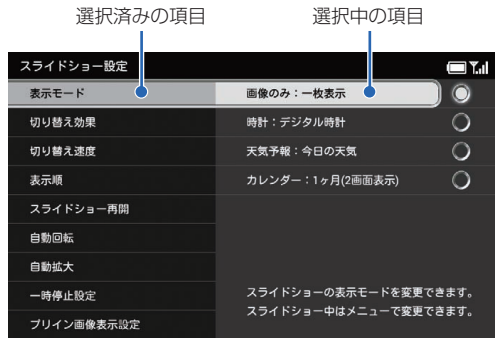 選択済みの項目
選択中の項目
スライドショー設定
表示モード
画像のみ：一枚表示
切り替え効果
時計：デジタル時計
切り替え速度
天気予報：今日の天気
表示順
カレンダー：1ヶ月(2画面表示)
スライドショー再開
自動回転
自動拡大
一時停止設定
プリイン画像表示設定
スライドショーの表示モードを変更できます。
スライドショー中はメニューで変更できます。